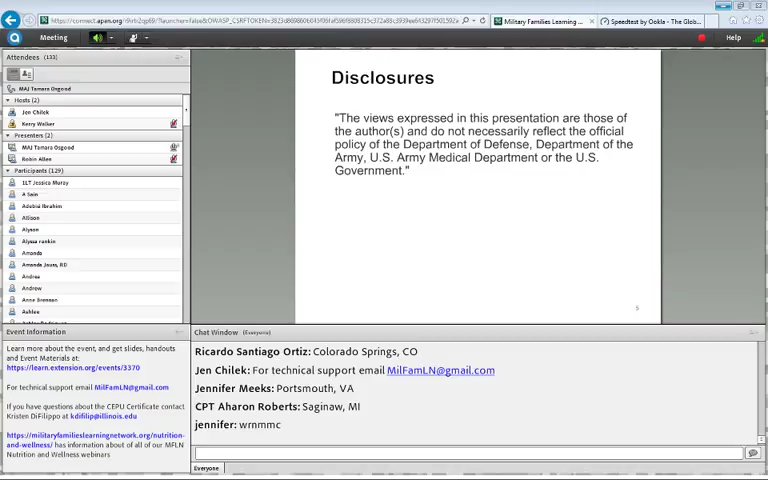 Military Families Learning ...
Speedtest by Ookla - The Glob...
Meeting
Help
Attendees (133)
MAJ Tamara Osgood
Hosts (2)
Jen Chilek
Kerry Walker
Presenters (2)
MAJ Tamara Osgood
Robin Allen
Participants (129)
1LT Jessica Murray
A Sain
Adobiá Ibrahim
Allison
Alyson
Alyssa rankin
Amanda
Amanda Jaura, RD
Andrea
Andrew
Anne Brennan
Ashlee
Disclosures
"The views expressed in this presentation are those of
the author(s) and do not necessarily reflect the official
policy of the Department of Defense, Department of the
Army, U.S. Army Medical Department or the U.S.
Government."
5
Event Information
Learn more about the event, and get slides, handouts
and Event Materials at:
https://learn.extension.org/events/3370
For technical support email MilFamLN@gmail.com
If you have questions about the CEPU Certificate contact
Kristen DiFilippo at kdifilip@illinois.edu
https://militaryfamilieslearningnetwork.org/nutrition-
and-wellness/ has information about of all of our MFLN
Nutrition and Wellness webinars
Chat Window (Everyone)
Ricardo Santiago Ortiz: Colorado Springs, CO
Jen Chilek: For technical support email MilFamLN@gmail.com
Jennifer Meeks: Portsmouth, VA
CPT Aharon Roberts: Saginaw, MI
jennifer: wrnmmc
Everyone